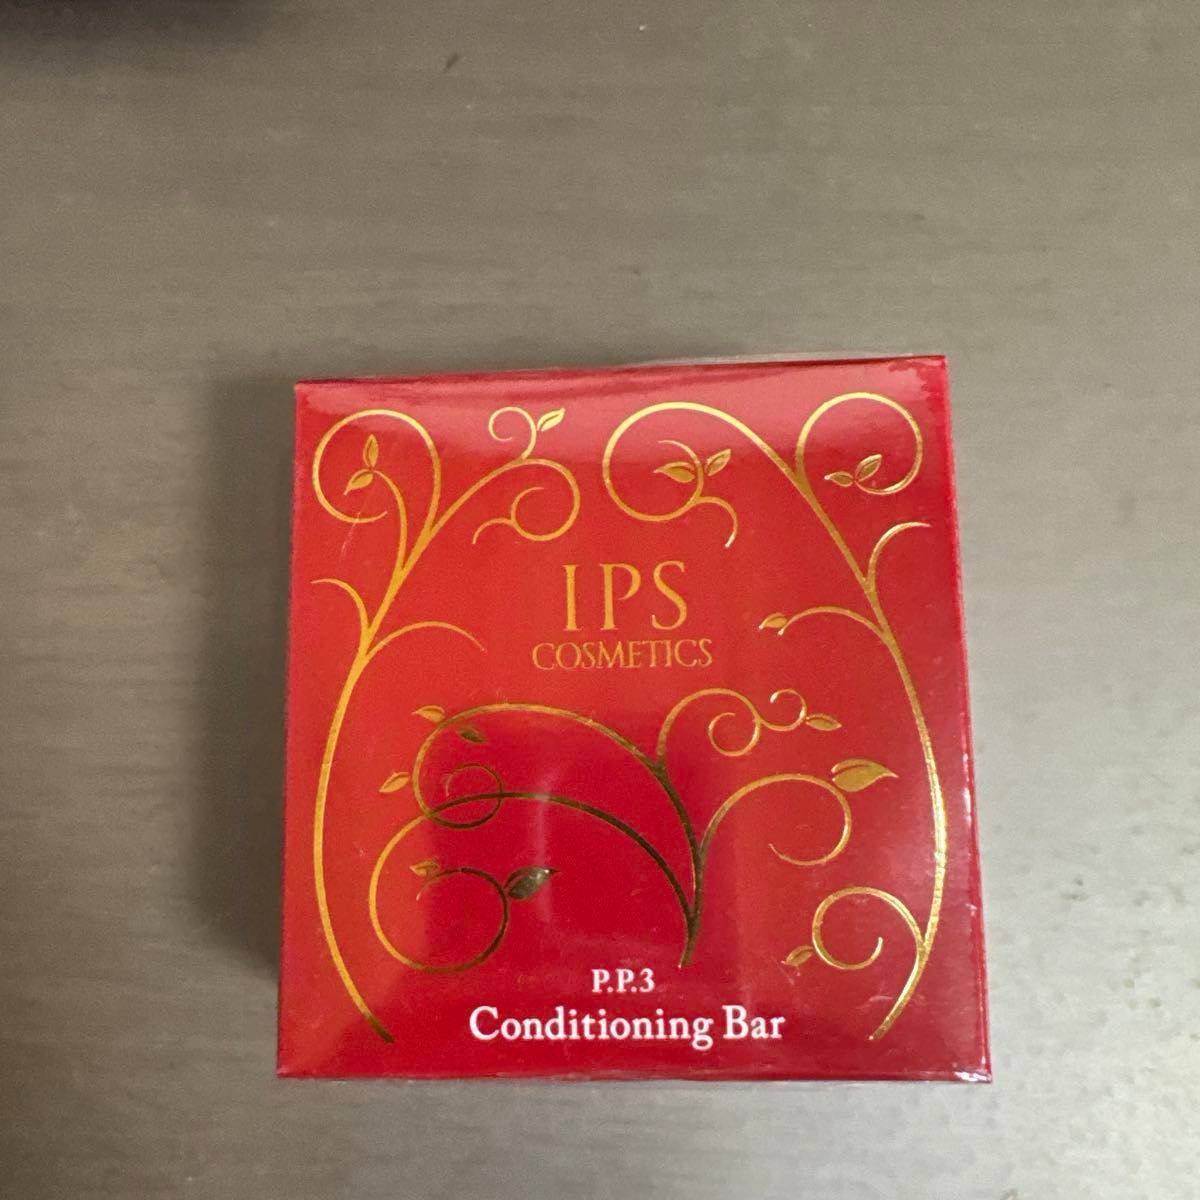 IPS
COSMETICS
P.P.3
Conditioning Bar